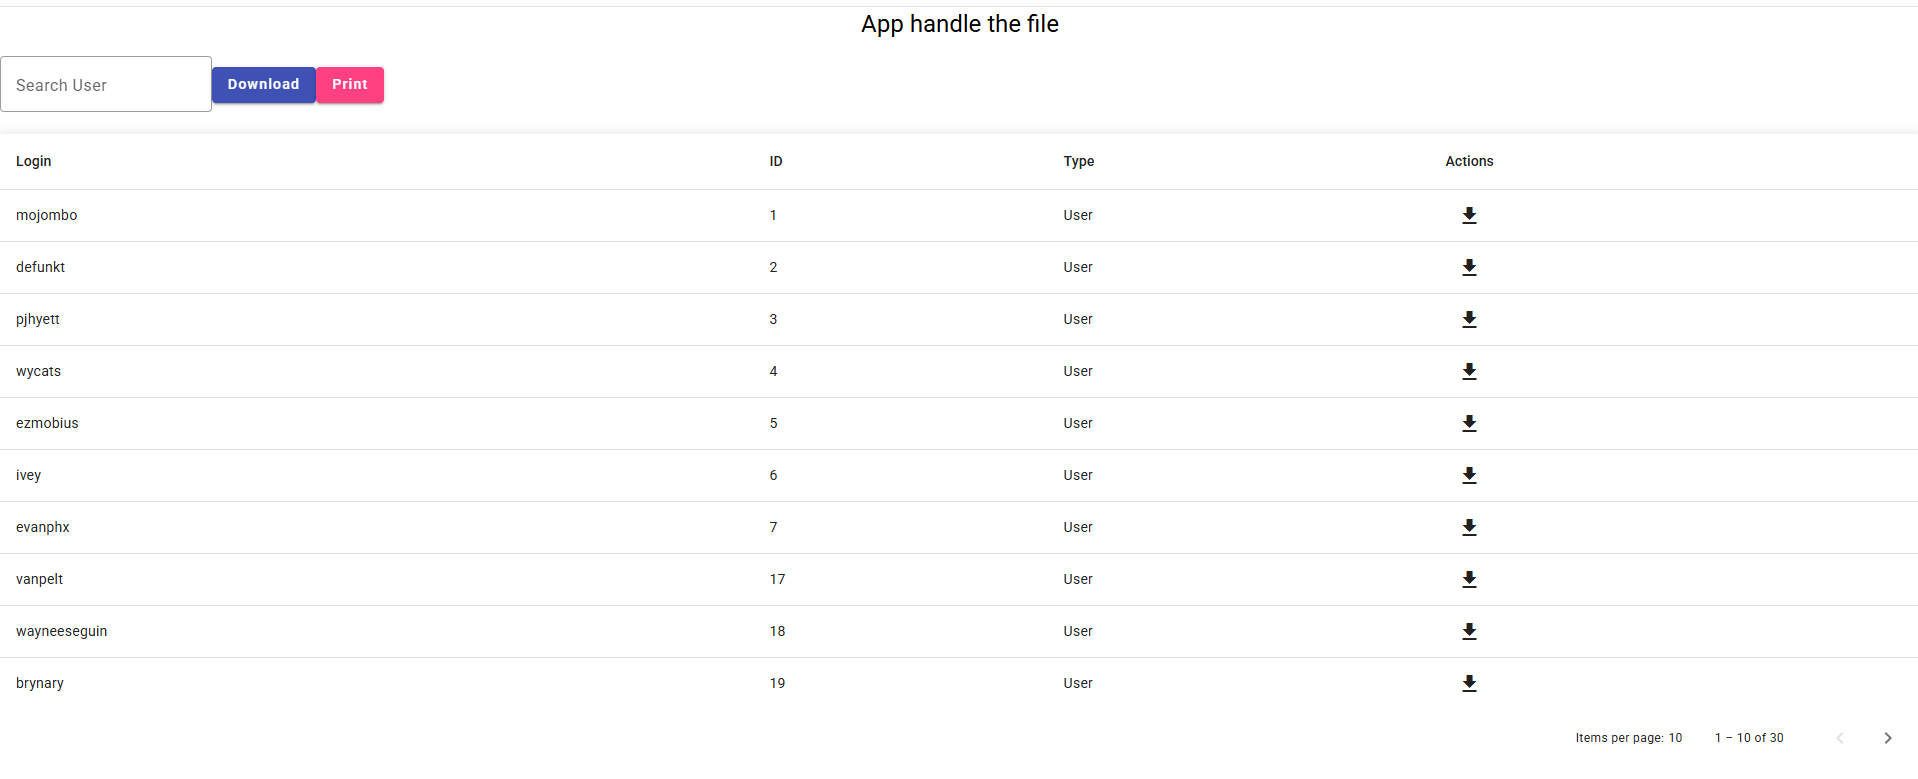 App handle the file
Search User Download Print
Login ID Type Actions
mojombo 1 User
defunkt 2 User
pjhyett 3 User
wycats 4 User
ezmobius 5 User
ivey 6 User
evanphx 7 User
vanpelt 17 User
wayneeseguin 18 User
brynary 19 User
Items per page: 10 1 – 10 of 30